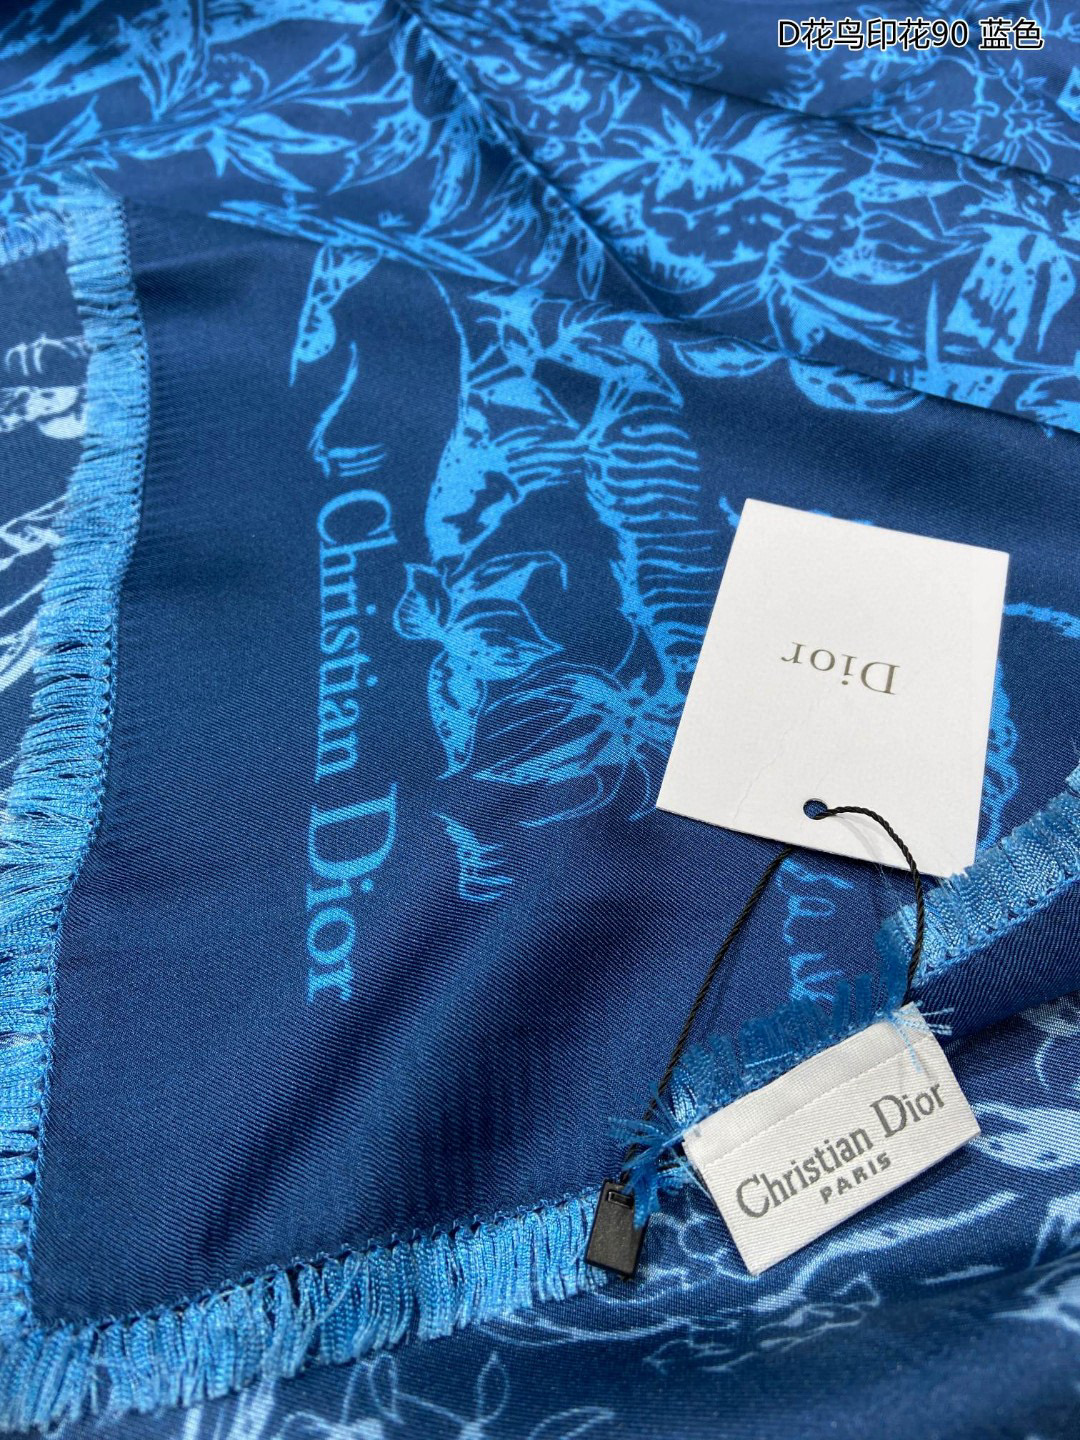 D花鸟印花90 蓝色
Christian Dior
Dior
Christian Dior
PARIS